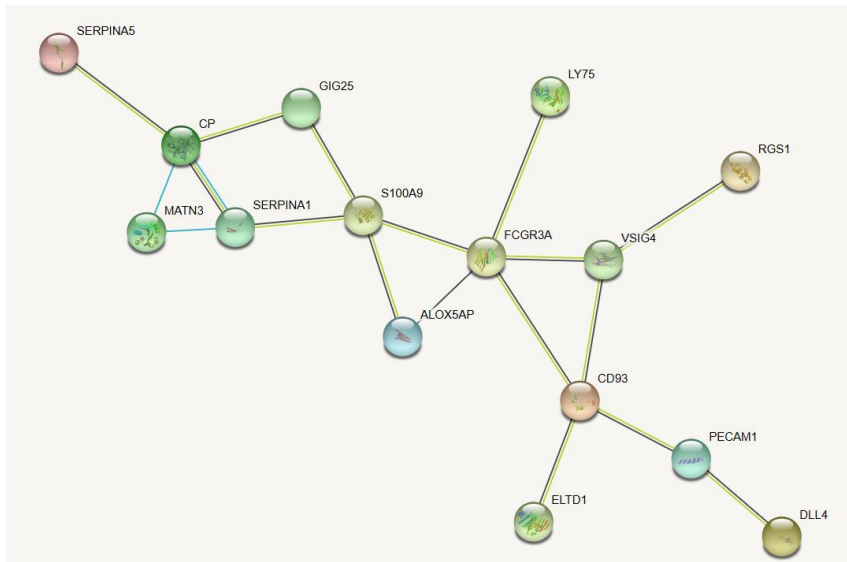 SERPINA5
GIG25
LY75
CP
RGS1
S100A9
MATN3
SERPINA1
FCGR3A
VSIG4
ALOX5AP
CD93
PECAM1
ELTD1
DLL4